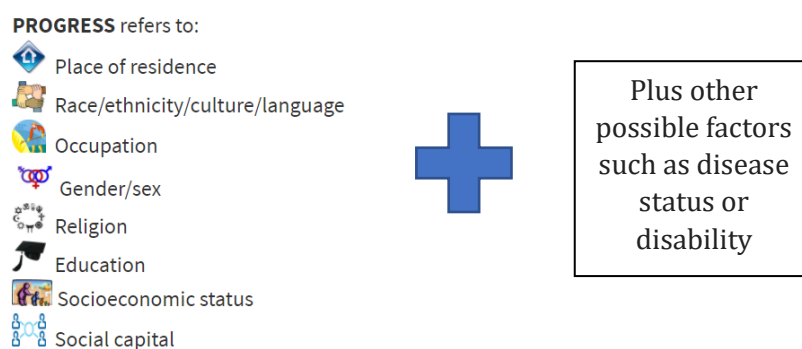 PROGRESS refers to:
Place of residence
Race/ethnicity/culture/language
Occupation
Gender/sex
Religion
Education
Socioeconomic status
Social capital
Plus other
possible factors
such as disease
status or
disability